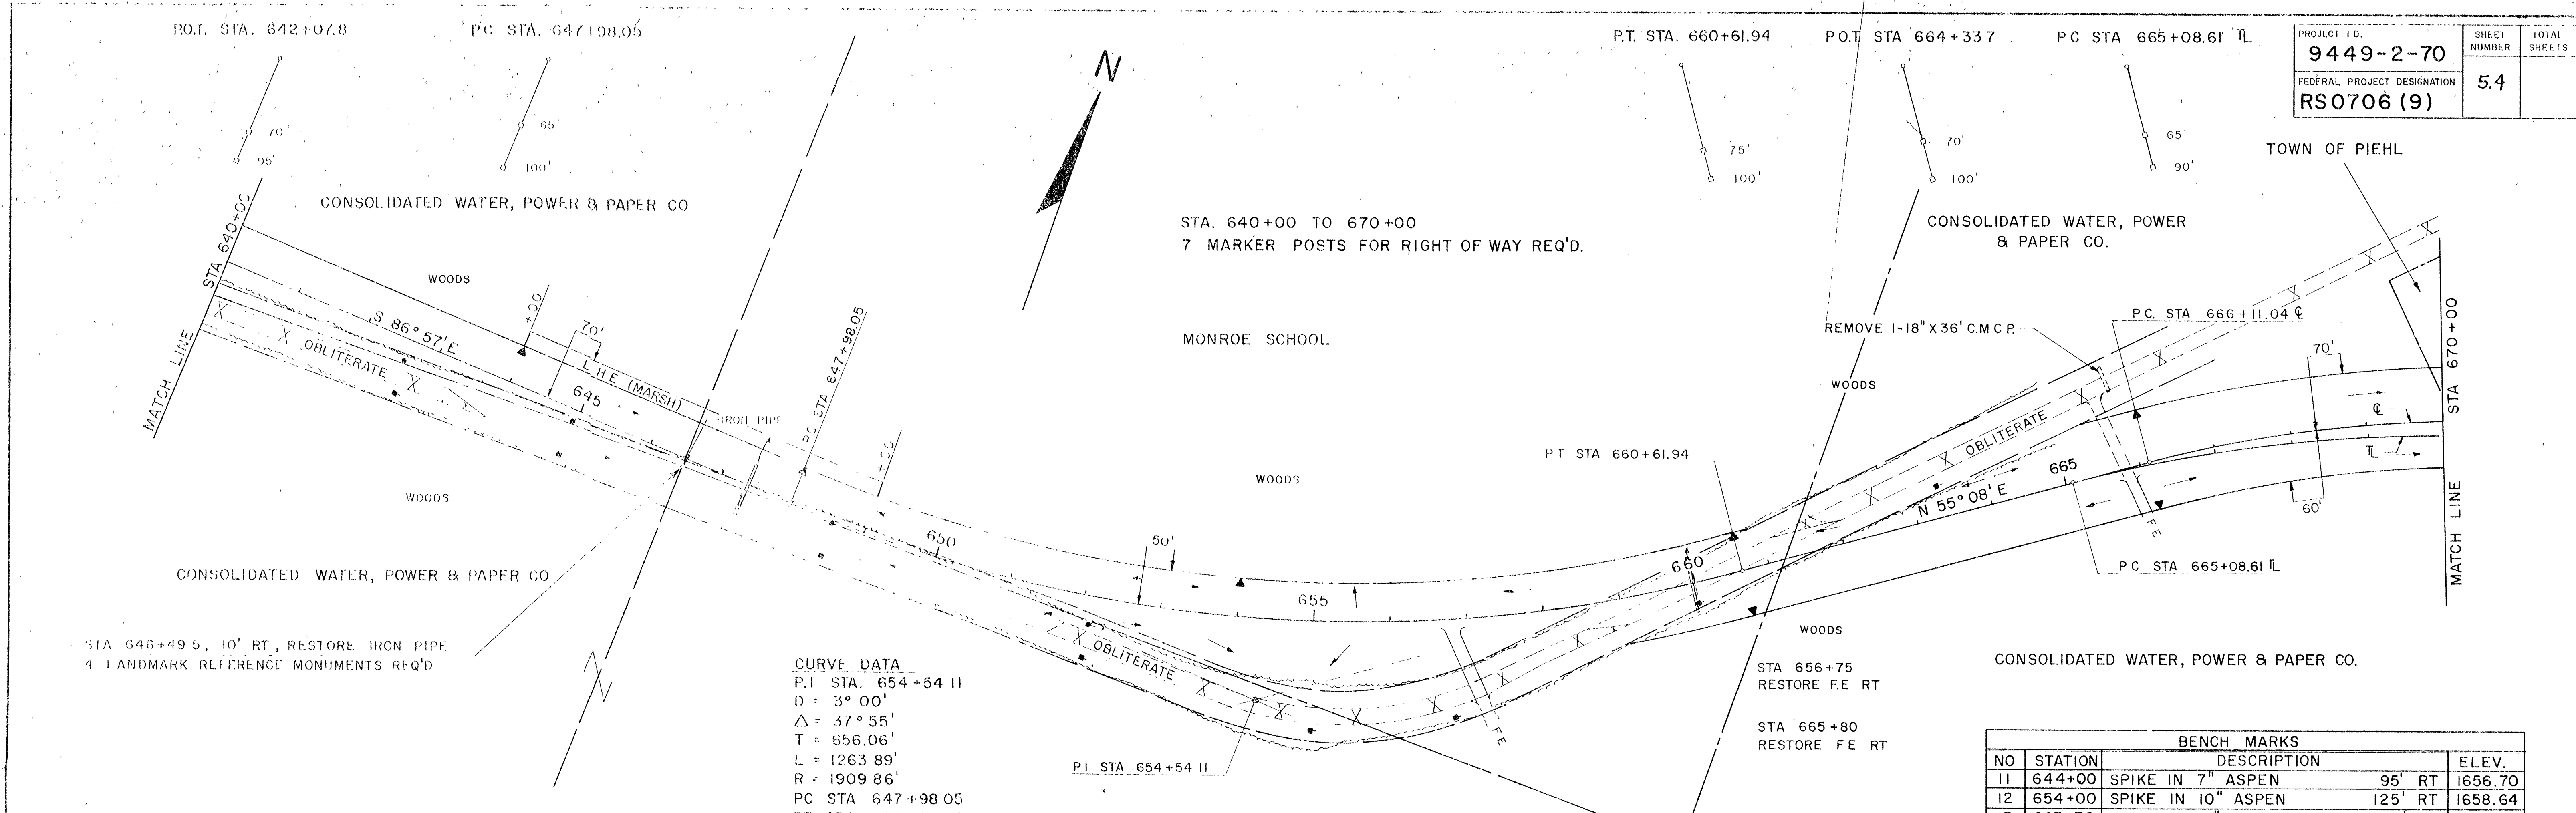 P.O.T. STA. 642+07.8
PC STA. 647+98.05
P.T. STA. 660+61.94
P.O.T. STA 664+33.7
PC STA 665+08.61 TL
PROJECT I.D.
9449-2-70
FEDERAL PROJECT DESIGNATION
RS0706 (9)
SHEET
NUMBER
5.4
TOTAL
SHEETS
70'
95'
65'
100'
75'
100'
70'
100'
65'
90'
TOWN OF PIEHL
N
CONSOLIDATED WATER, POWER & PAPER CO
STA. 640+00 TO 670+00
7 MARKER POSTS FOR RIGHT OF WAY REQ'D.
CONSOLIDATED WATER, POWER
& PAPER CO.
MATCH LINE STA 640+00
WOODS
S 86° 57' E
+00
70'
L H E (MARSH)
OBLITERATE
645
IRON PIPE
PC STA 647+98.05
MONROE SCHOOL
REMOVE 1-18" X 36' C.M.C.P.
P.C. STA 666+11.04 ℄
WOODS
70'
℄
TL
MATCH LINE STA 670+00
OBLITERATE
665
N 55° 08' E
60'
FE
PC STA 665+08.61 TL
PT STA 660+61.94
WOODS
WOODS
650
50'
655
660
WOODS
CONSOLIDATED WATER, POWER & PAPER CO
STA 646+49.5, 10' RT, RESTORE IRON PIPE
4 LANDMARK REFERENCE MONUMENTS REQ'D
OBLITERATE
FE
PI STA 654+54.11
CURVE DATA
P.I STA. 654+54.11
D = 3° 00'
Δ = 37° 55'
T = 656.06'
L = 1263.89'
R = 1909.86'
PC STA 647+98.05
STA 656+75
RESTORE F.E RT
STA 665+80
RESTORE FE RT
CONSOLIDATED WATER, POWER & PAPER CO.
BENCH MARKS
NO STATION DESCRIPTION ELEV.
11 644+00 SPIKE IN 7" ASPEN 95' RT 1656.70
12 654+00 SPIKE IN 10" ASPEN 125' RT 1658.64